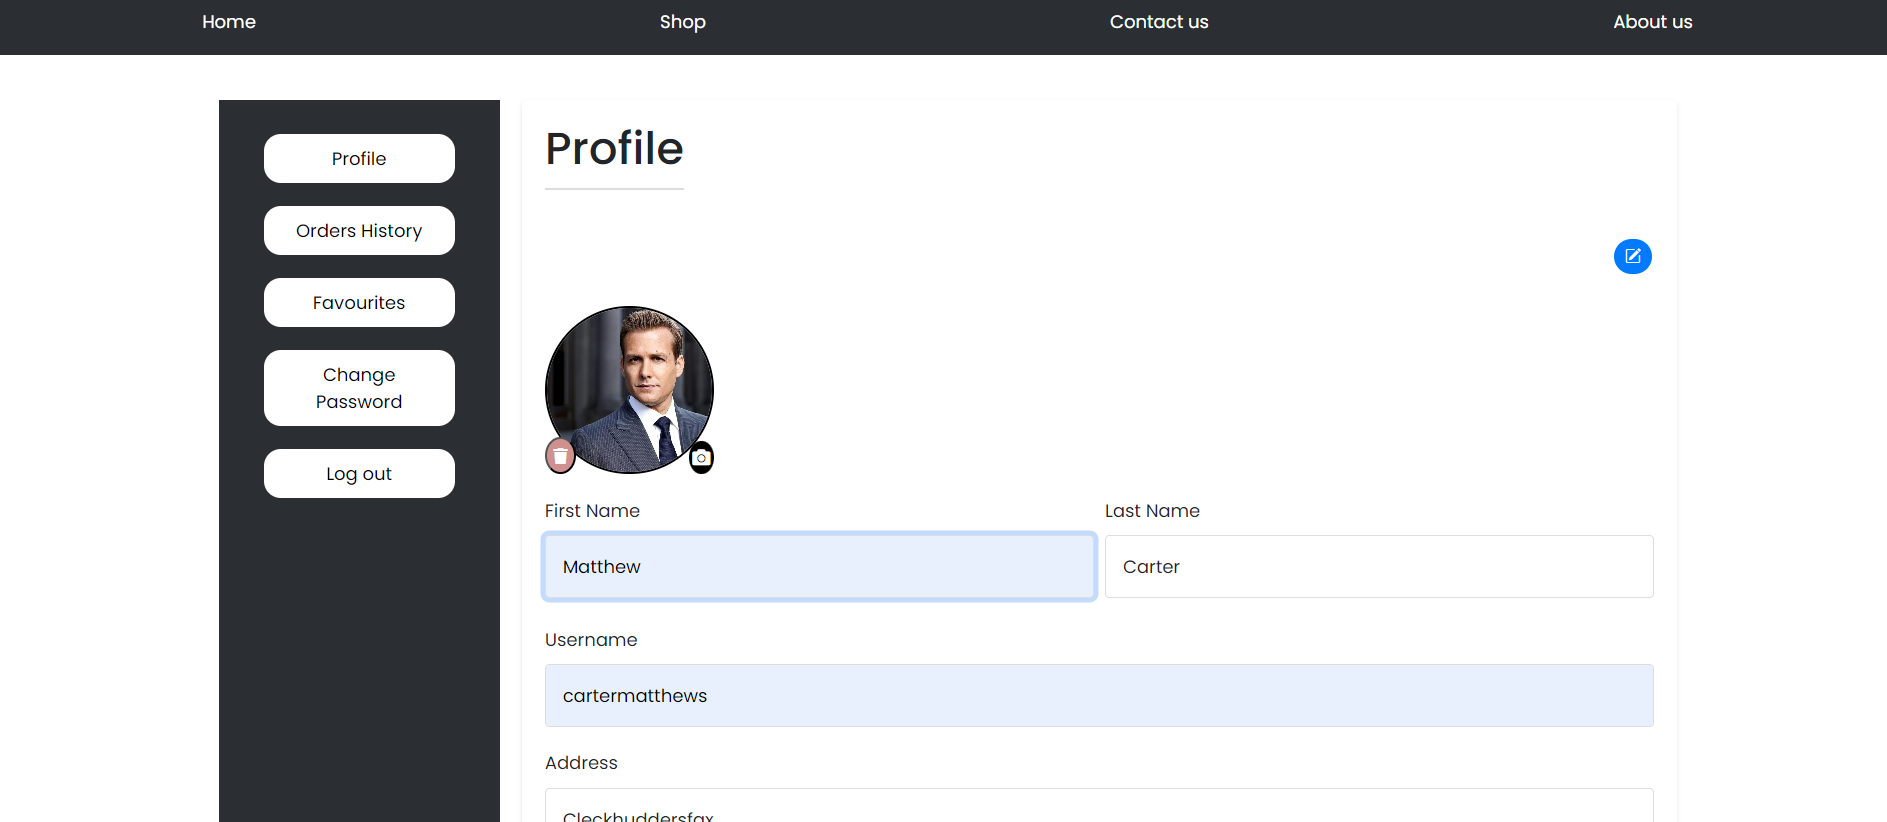 Home
Shop
Contact us
About us
Profile
Orders History
Favourites
Change
Password
Log out
Profile
First Name
Last Name
Matthew
Carter
Username
cartermatthews
Address
Cleckhuddersfax